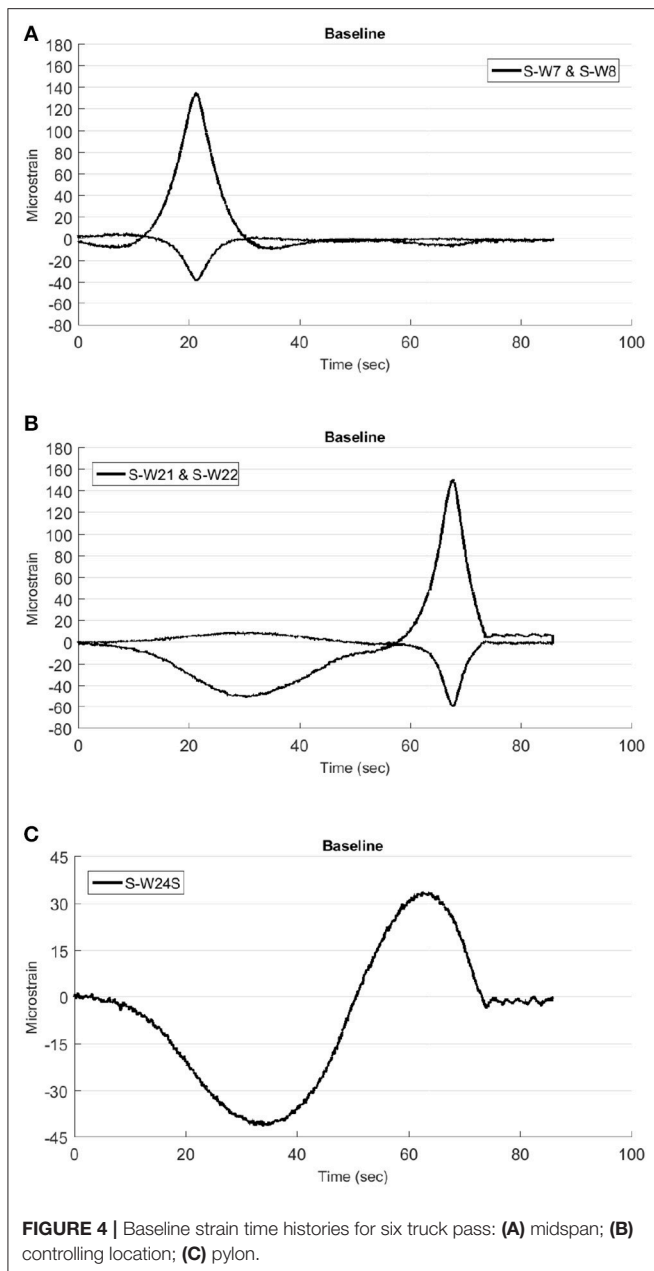 A
Baseline
S-W7 & S-W8
Microstrain
180
160
140
120
100
80
60
40
20
0
-20
-40
-60
-80
0 20 40 60 80 100
Time (sec)
B
Baseline
S-W21 & S-W22
Microstrain
180
160
140
120
100
80
60
40
20
0
-20
-40
-60
-80
0 20 40 60 80 100
Time (sec)
C
Baseline
S-W24S
Microstrain
45
30
15
0
-15
-30
-45
0 20 40 60 80 100
Time (sec)
FIGURE 4 | Baseline strain time histories for six truck pass: (A) midspan; (B)
controlling location; (C) pylon.